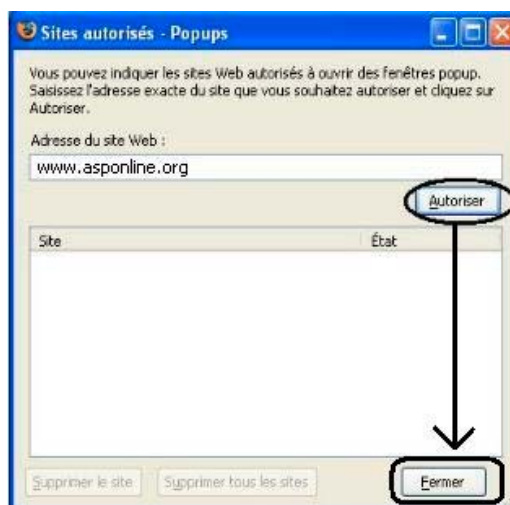 Sites autorisés - Popups
Vous pouvez indiquer les sites Web autorisés à ouvrir des fenêtres popup.
Saisissez l'adresse exacte du site que vous souhaitez autoriser et cliquez sur
Autoriser.
Adresse du site Web :
www.asponline.org
Autoriser
Site État
Supprimer le site Supprimer tous les sites Fermer